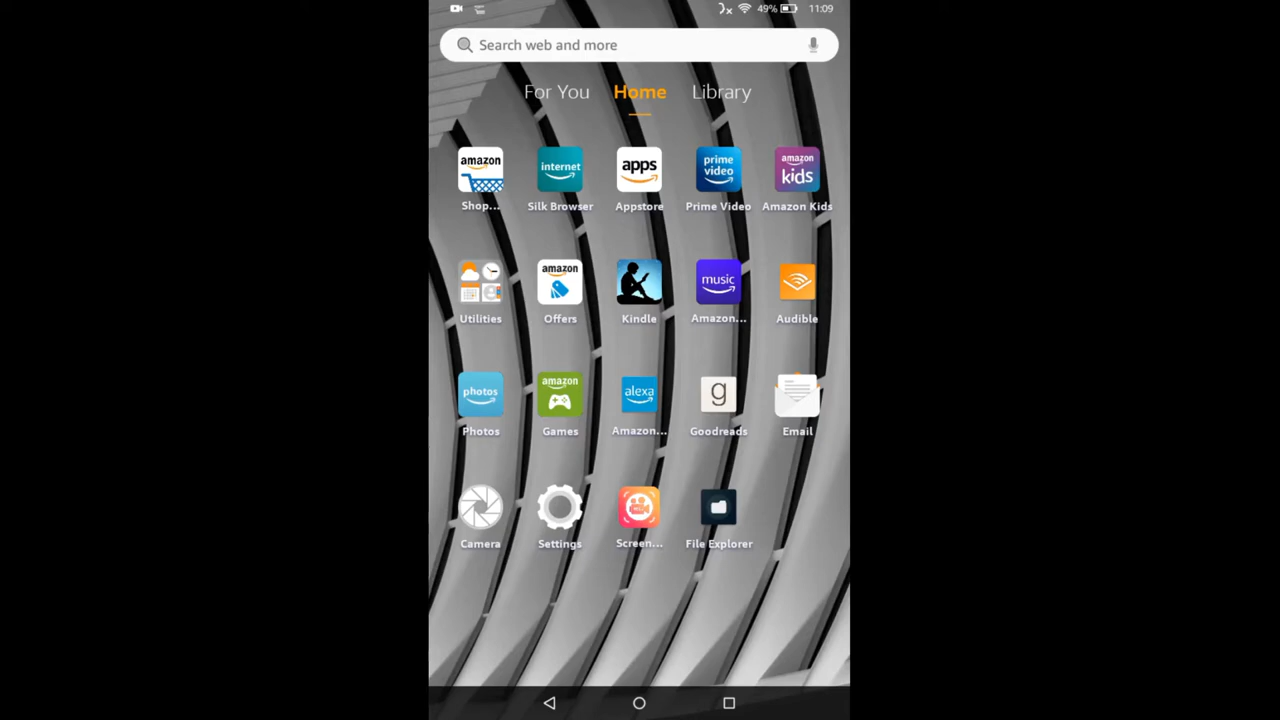 49% 11:09
Search web and more
For You Home Library
amazon internet apps prime video amazon kids
Shop... Silk Browser Appstore Prime Video Amazon Kids
amazon music
Utilities Offers Kindle Amazon... Audible
photos amazon alexa g
Photos Games Amazon... Goodreads Email
Camera Settings Screen... File Explorer